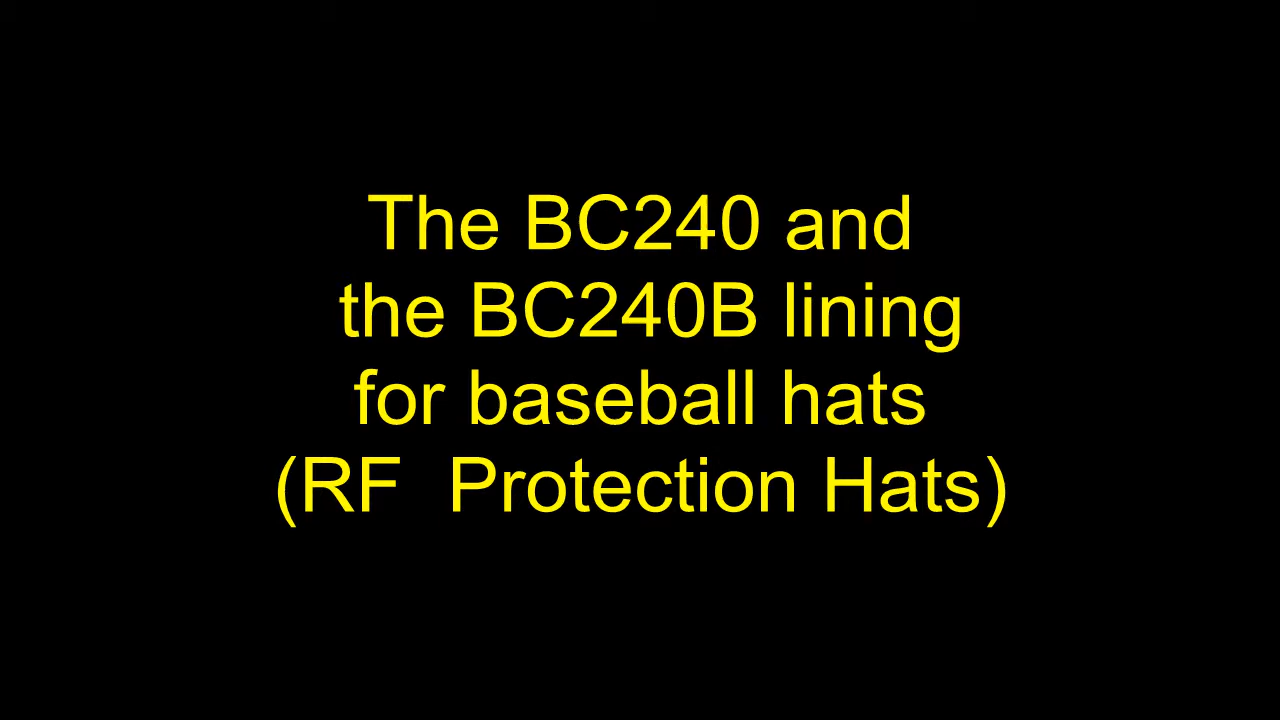 The BC240 and
the BC240B lining
for baseball hats
(RF  Protection Hats)